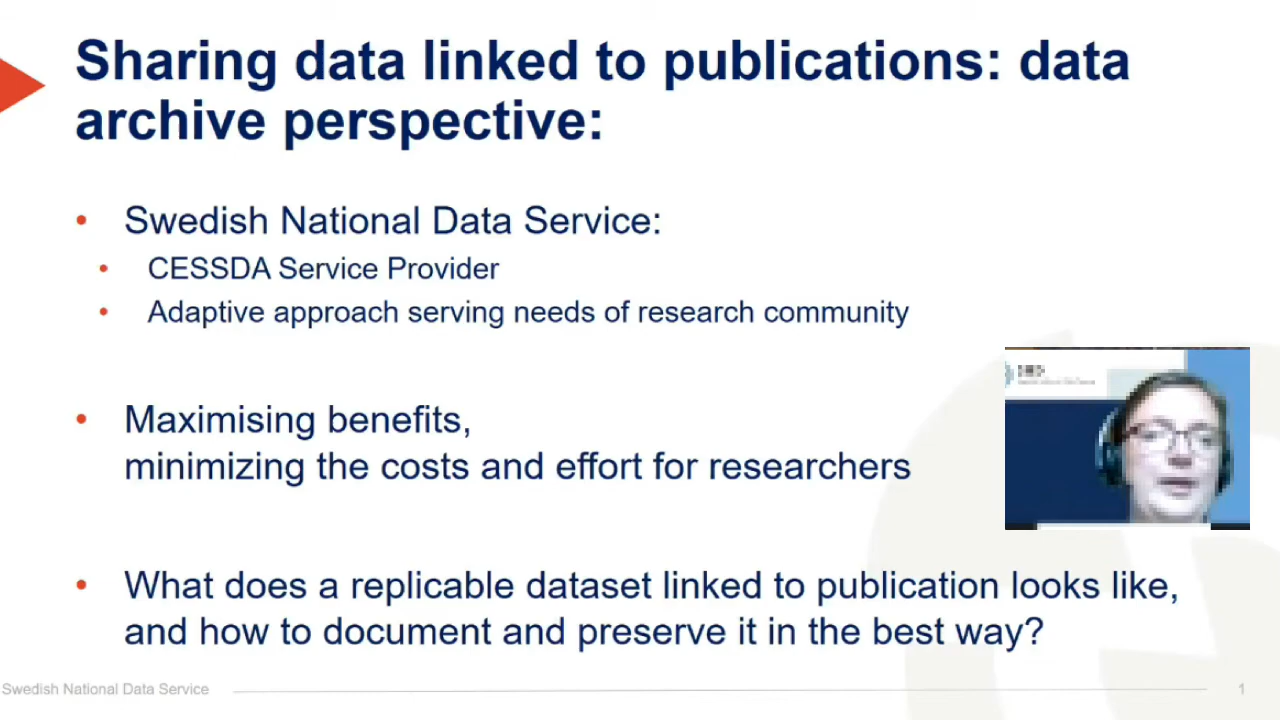 Sharing data linked to publications: data
archive perspective:
• Swedish National Data Service:
• CESSDA Service Provider
• Adaptive approach serving needs of research community
• Maximising benefits,
minimizing the costs and effort for researchers
• What does a replicable dataset linked to publication looks like,
and how to document and preserve it in the best way?
Swedish National Data Service
1